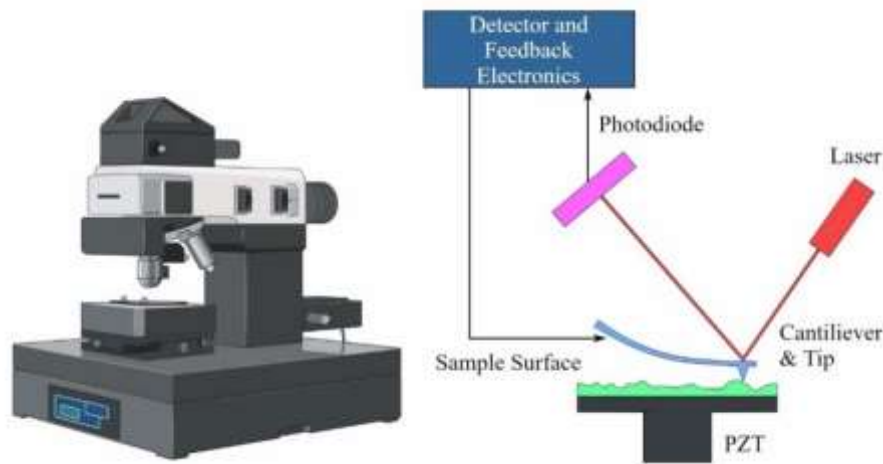 Detector and
Feedback
Electronics
Photodiode
Laser
Cantiliever
& Tip
Sample Surface
PZT